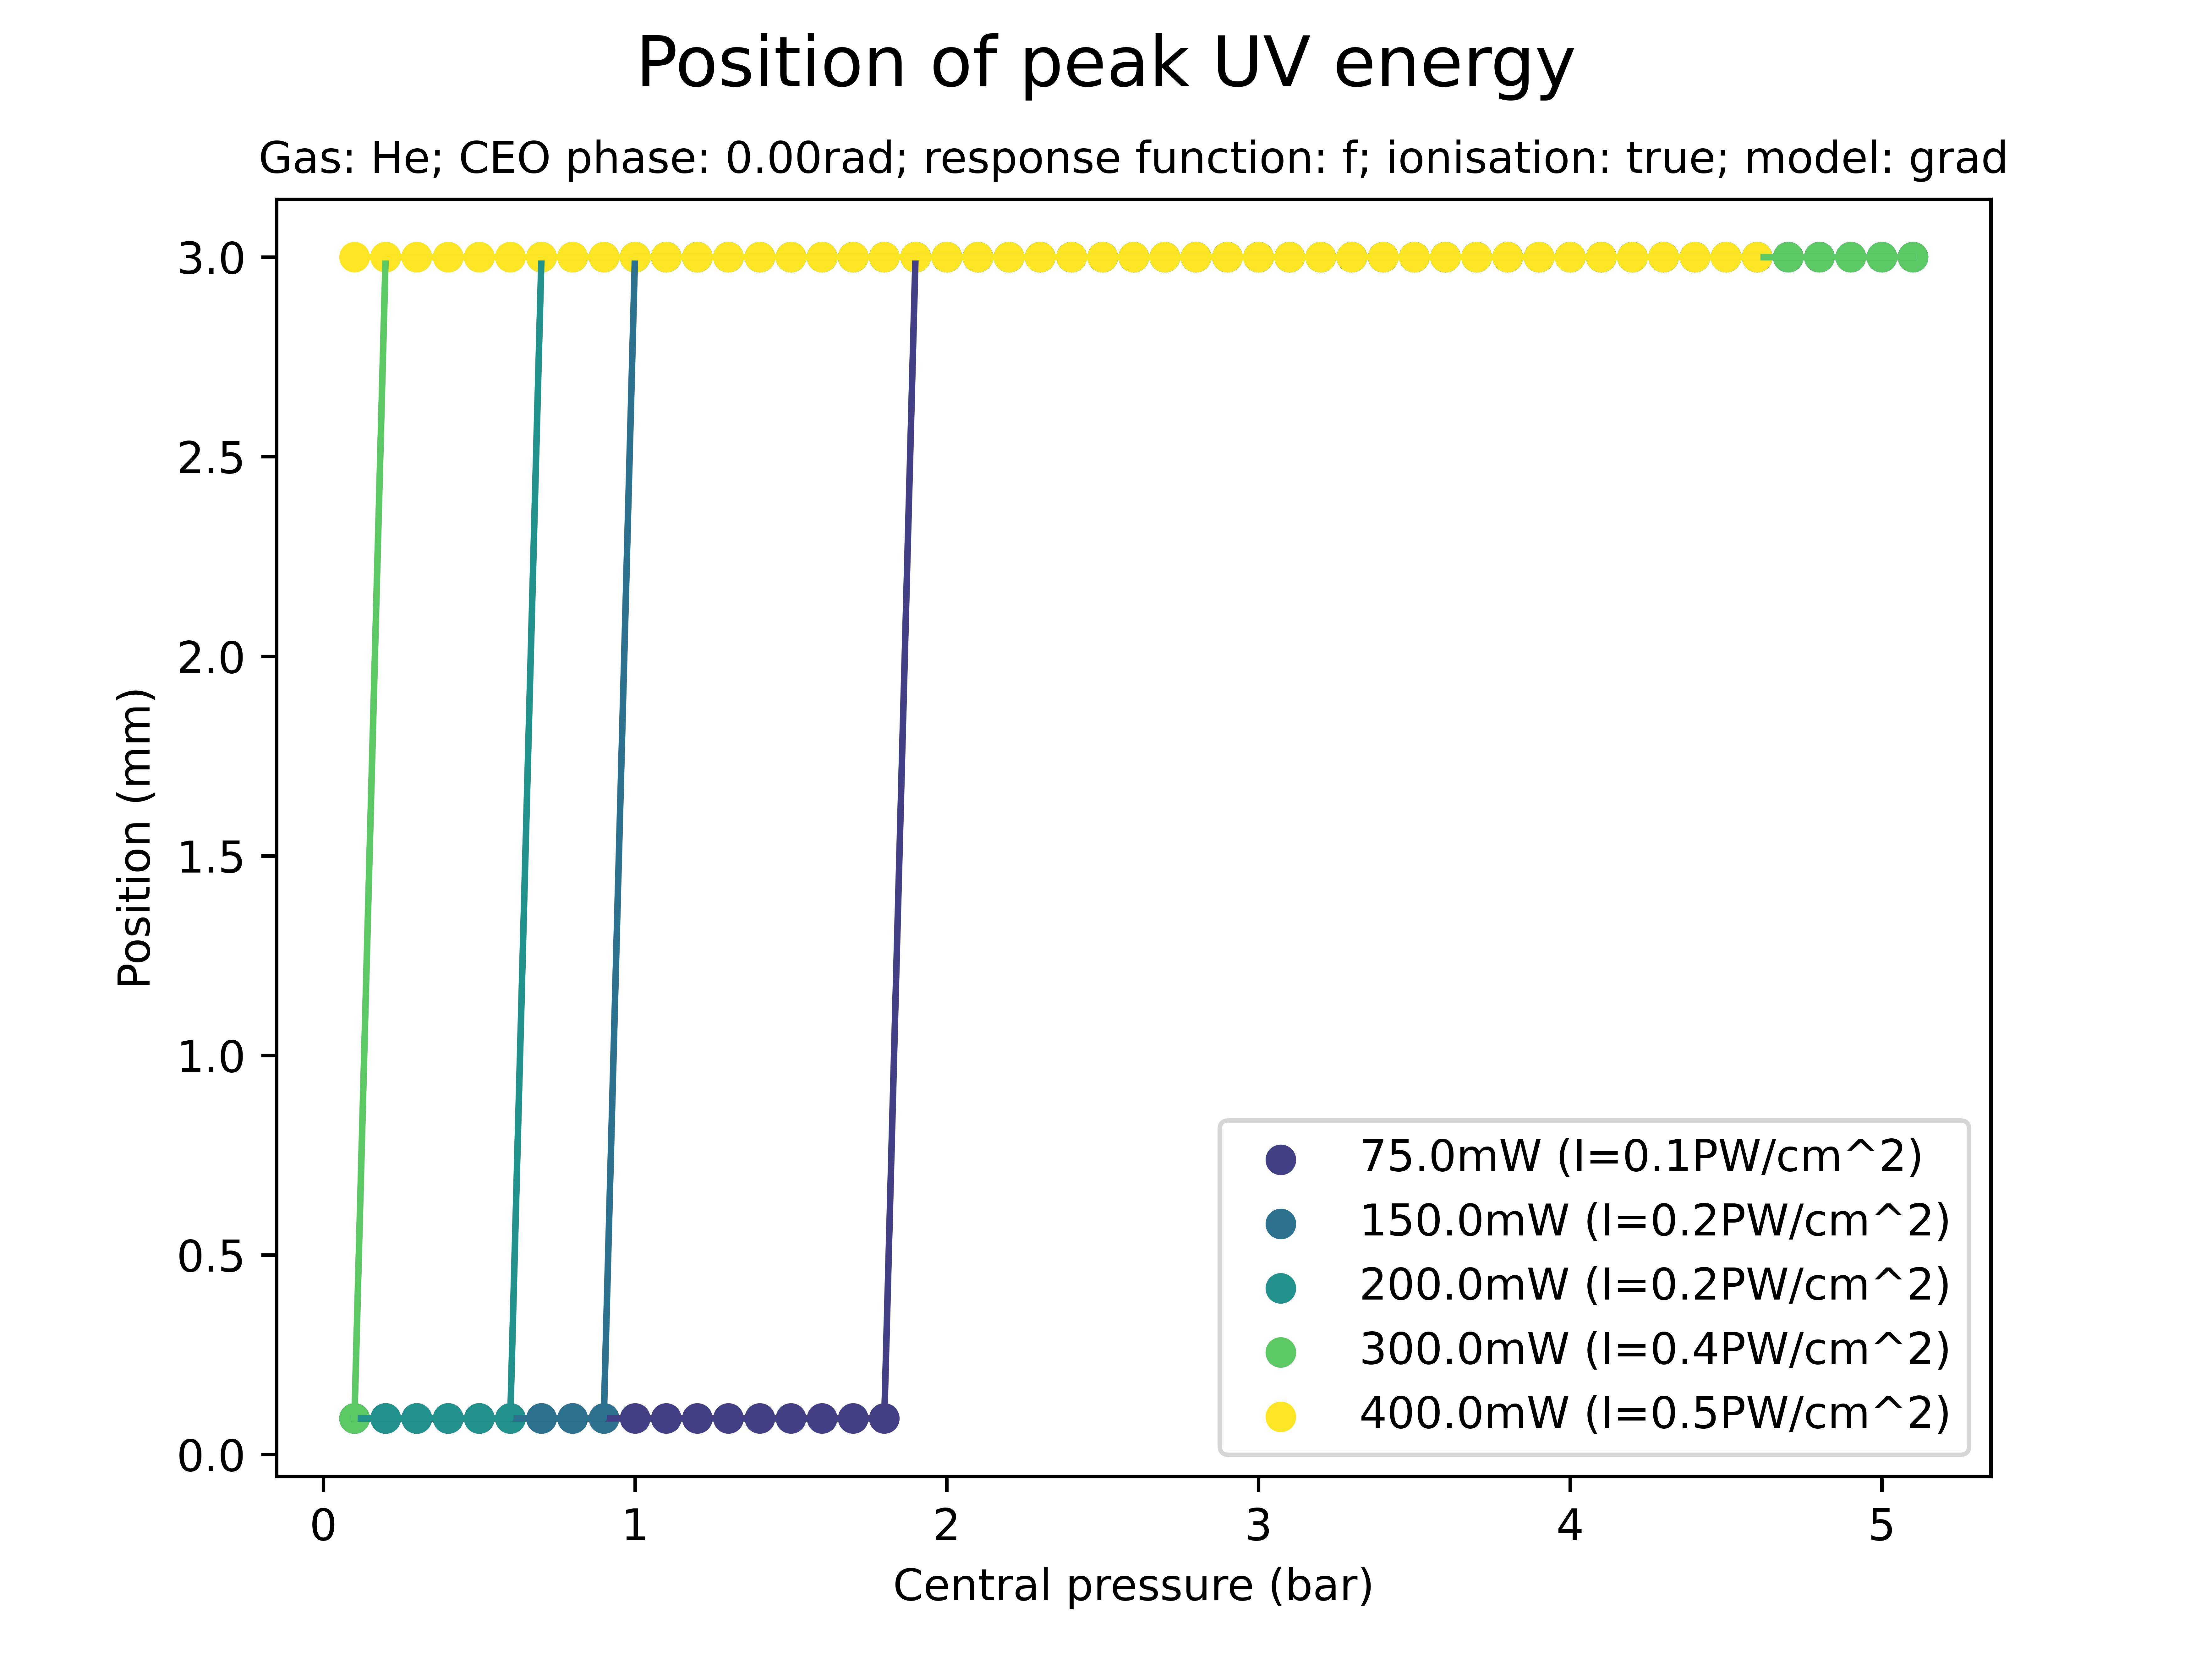 Position of peak UV energy
Gas: He; CEO phase: 0.00rad; response function: f; ionisation: true; model: grad
3.0
2.5
2.0
1.5
1.0
0.5
0.0
Position (mm)
75.0mW (I=0.1PW/cm^2)
150.0mW (I=0.2PW/cm^2)
200.0mW (I=0.2PW/cm^2)
300.0mW (I=0.4PW/cm^2)
400.0mW (I=0.5PW/cm^2)
0 1 2 3 4 5
Central pressure (bar)